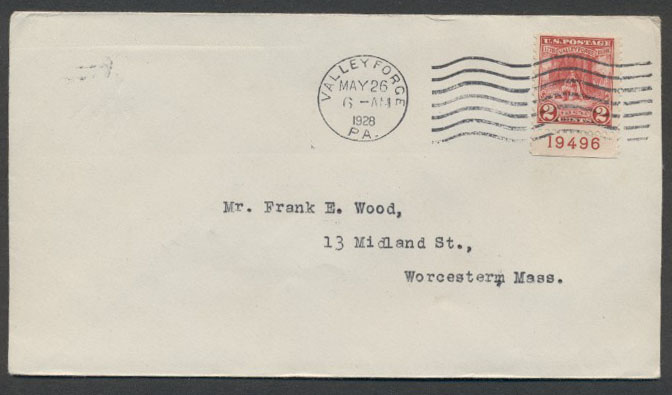 VALLEY FORGE
MAY 26
6 - AM
1928
PA.
U.S. POSTAGE
2 2
19496
Mr. Frank E. Wood,
13 Midland St.,
Worcesterm, Mass.